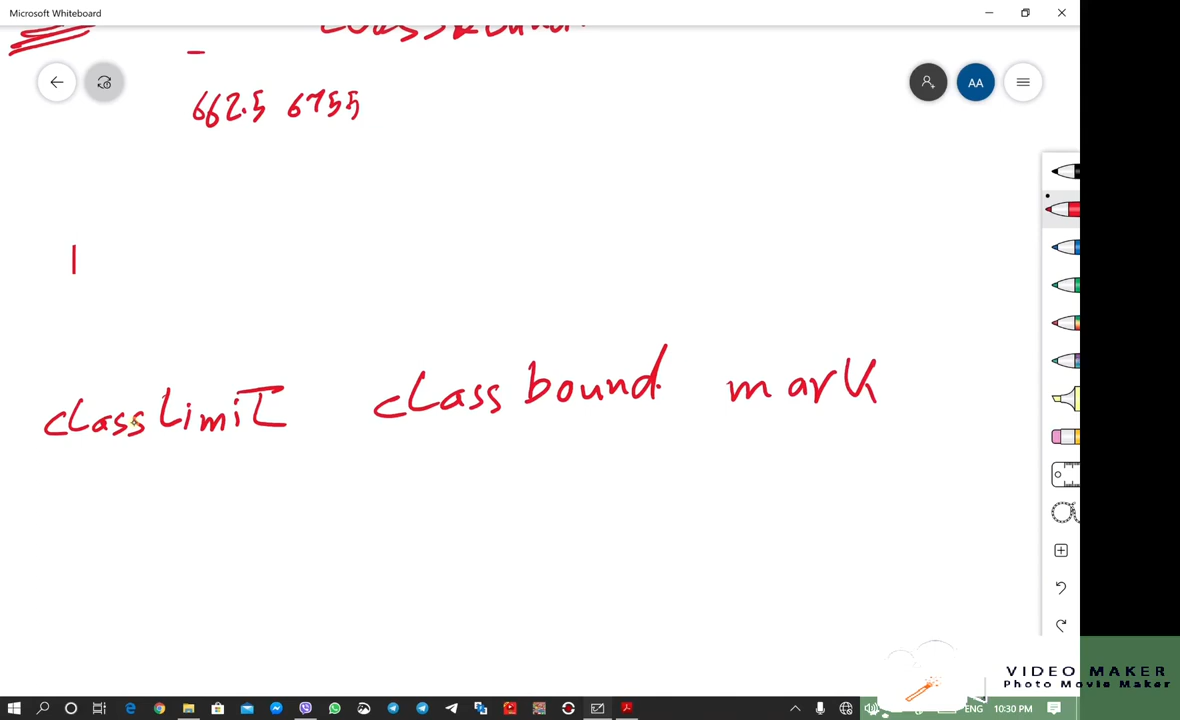 Microsoft Whiteboard
AA
662.5 6755
class limit class bound mark
VIDEO MAKER
Photo Movie Maker
ENG 10:30 PM